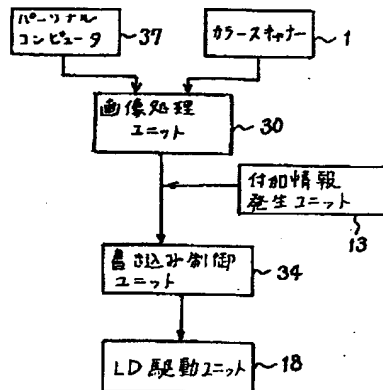 パーソナル
コンピュータ
37
カラースキャナー
1
画像処理
ユニット
30
付加情報
発生ユニット
13
書き込み制御
ユニット
34
LD駆動ユニット
18